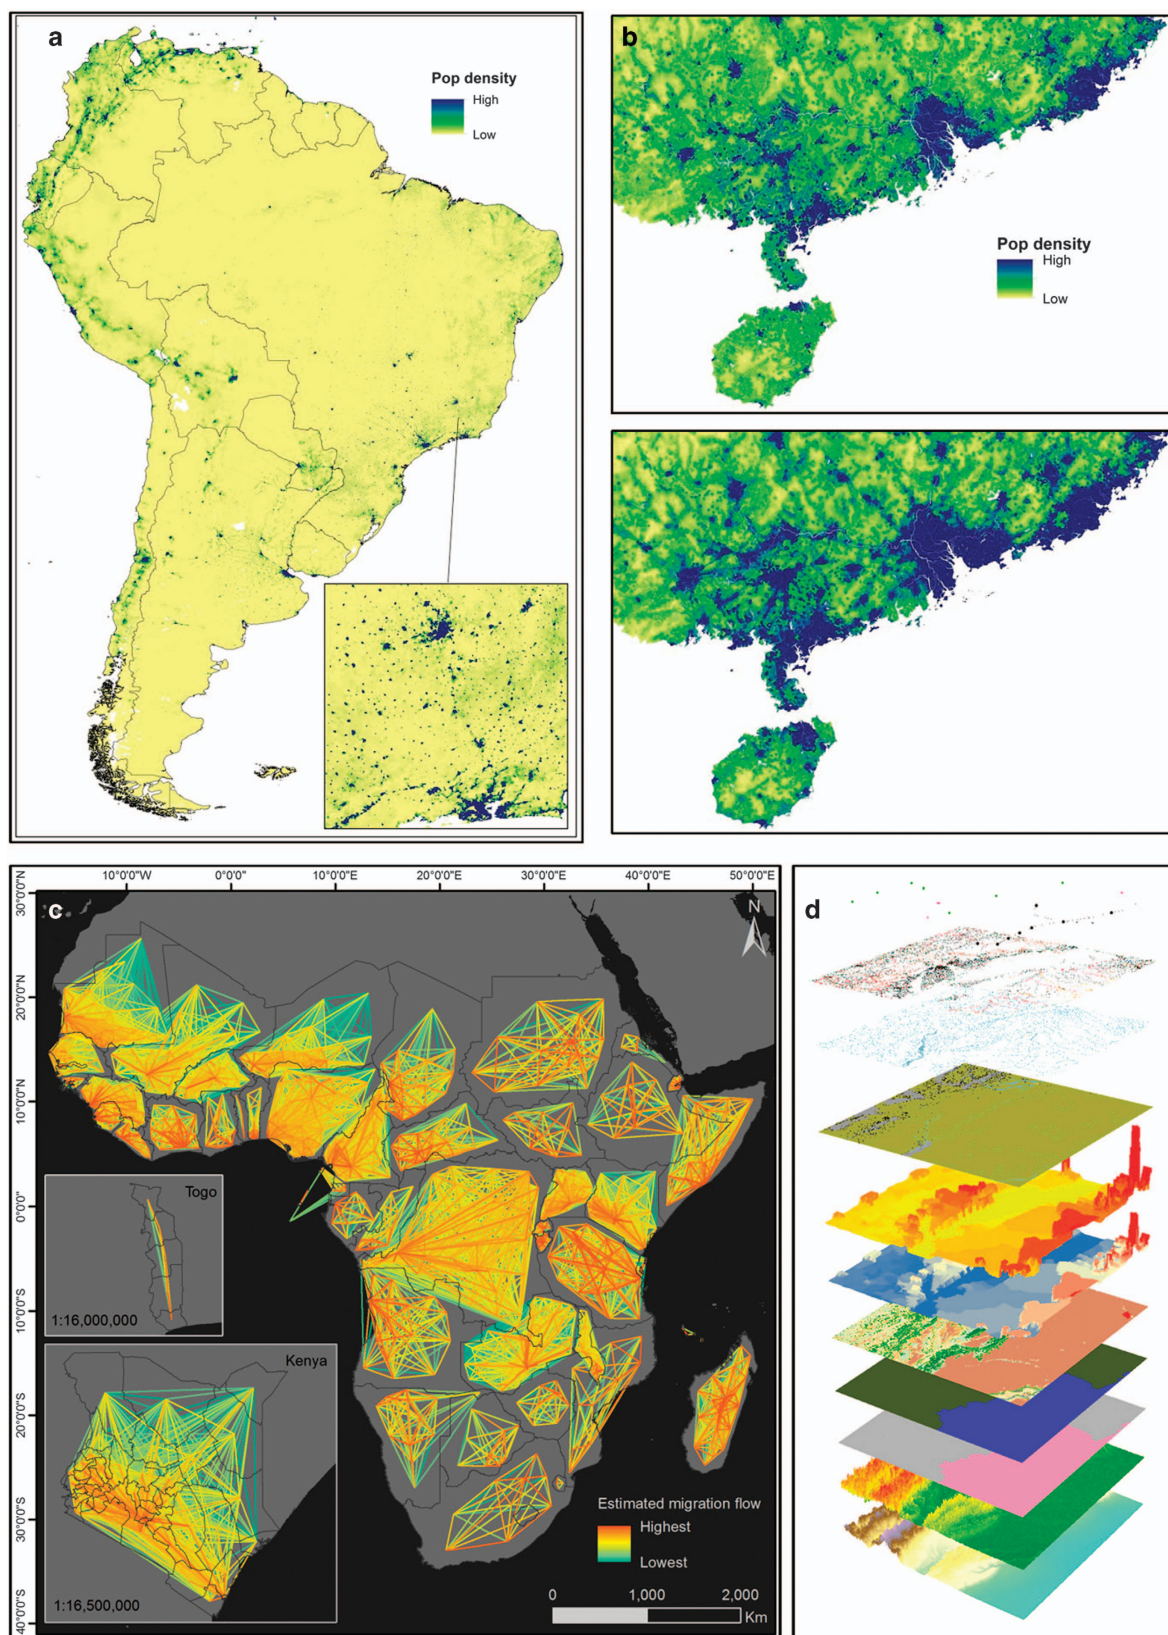 a
Pop density
High
Low
b
Pop density
High
Low
c
10°0'0"W
0°0'0"
10°0'0"E
20°0'0"E
30°0'0"E
40°0'0"E
50°0'0"E
30°0'0"N
20°0'0"N
10°0'0"N
0°0'0"
10°0'0"S
20°0'0"S
30°0'0"S
40°0'0"S
N
Togo
1:16,000,000
Kenya
1:16,500,000
Estimated migration flow
Highest
Lowest
0 1,000 2,000
Km
d